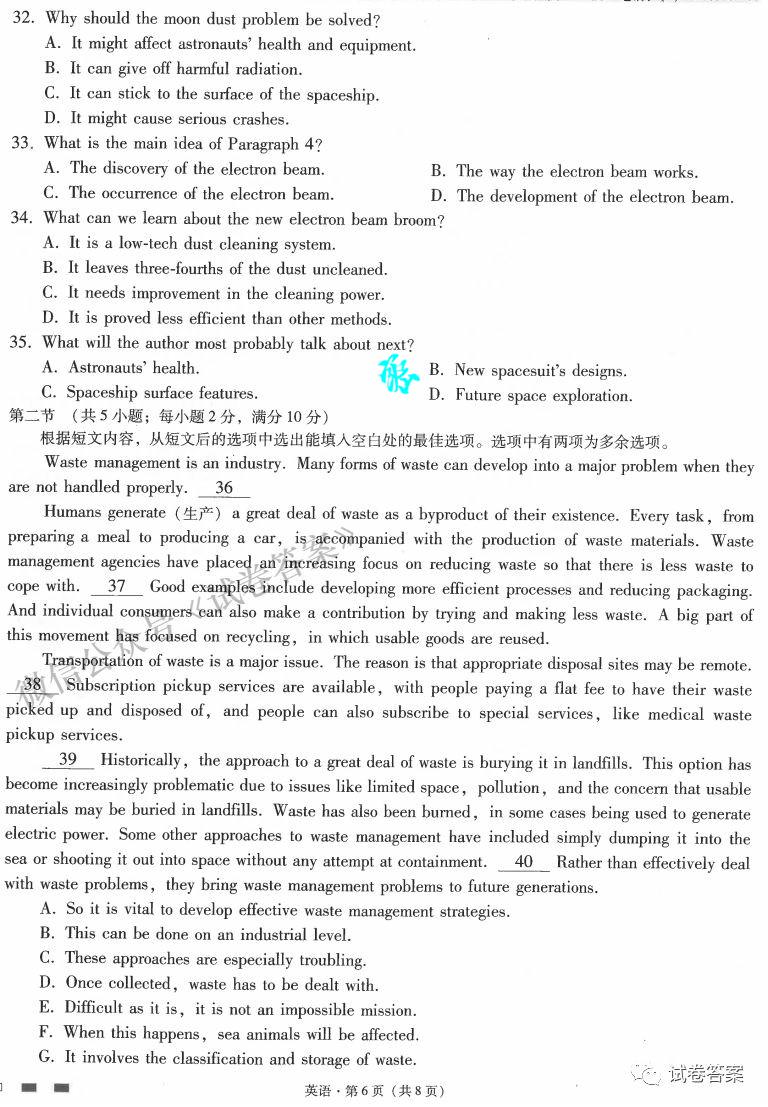 32. Why should the moon dust problem be solved?
A. It might affect astronauts' health and equipment.
B. It can give off harmful radiation.
C. It can stick to the surface of the spaceship.
D. It might cause serious crashes.
33. What is the main idea of Paragraph 4?
A. The discovery of the electron beam. B. The way the electron beam works.
C. The occurrence of the electron beam. D. The development of the electron beam.
34. What can we learn about the new electron beam broom?
A. It is a low-tech dust cleaning system.
B. It leaves three-fourths of the dust uncleaned.
C. It needs improvement in the cleaning power.
D. It is proved less efficient than other methods.
35. What will the author most probably talk about next?
A. Astronauts' health. B. New spacesuit's designs.
C. Spaceship surface features. D. Future space exploration.
第二节 (共5小题；每小题2分，满分10分)
根据短文内容，从短文后的选项中选出能填入空白处的最佳选项。选项中有两项为多余选项。
Waste management is an industry. Many forms of waste can develop into a major problem when they
are not handled properly. 36
Humans generate (生产) a great deal of waste as a byproduct of their existence. Every task, from
preparing a meal to producing a car, is accompanied with the production of waste materials. Waste
management agencies have placed an increasing focus on reducing waste so that there is less waste to
cope with. 37 Good examples include developing more efficient processes and reducing packaging.
And individual consumers can also make a contribution by trying and making less waste. A big part of
this movement has focused on recycling, in which usable goods are reused.
Transportation of waste is a major issue. The reason is that appropriate disposal sites may be remote.
38 Subscription pickup services are available, with people paying a flat fee to have their waste
picked up and disposed of, and people can also subscribe to special services, like medical waste
pickup services.
39 Historically, the approach to a great deal of waste is burying it in landfills. This option has
become increasingly problematic due to issues like limited space, pollution, and the concern that usable
materials may be buried in landfills. Waste has also been burned, in some cases being used to generate
electric power. Some other approaches to waste management have included simply dumping it into the
sea or shooting it out into space without any attempt at containment. 40 Rather than effectively deal
with waste problems, they bring waste management problems to future generations.
A. So it is vital to develop effective waste management strategies.
B. This can be done on an industrial level.
C. These approaches are especially troubling.
D. Once collected, waste has to be dealt with.
E. Difficult as it is, it is not an impossible mission.
F. When this happens, sea animals will be affected.
G. It involves the classification and storage of waste.
英语·第6页(共8页)
微信公众号《试卷答案》
试卷答案